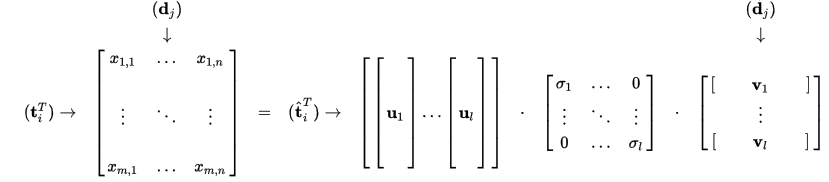 (d_j) (d_j)
↓ ↓
(t_i^T) → [ x_{1,1} … x_{1,n} ⋮ ⋱ ⋮ x_{m,1} … x_{m,n} ] = (t̂_i^T) → [ [ u_1 ] … [ u_l ] ] · [ σ_1 … 0 ⋮ ⋱ ⋮ 0 … σ_l ] · [ [ v_1 ] ⋮ [ v_l ] ]